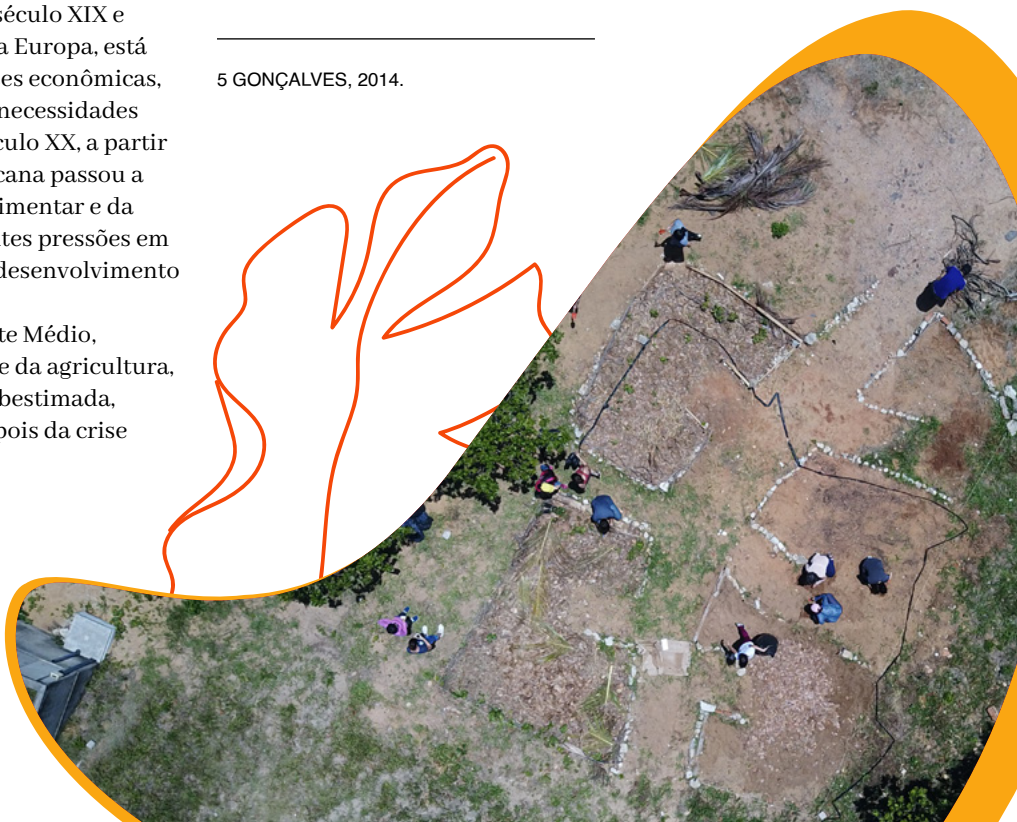 século XIX e
a Europa, está
es econômicas,
necessidades
culo XX, a partir
cana passou a
imentar e da
tes pressões em
desenvolvimento
te Médio,
e da agricultura,
bestimada,
pois da crise
5 GONÇALVES, 2014.